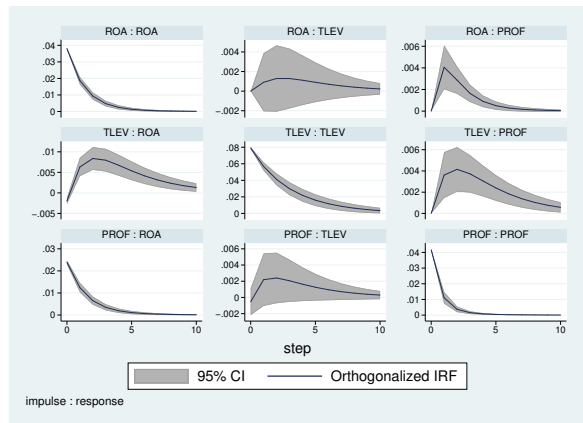 ROA : ROA
ROA : TLEV
ROA : PROF
.04
.03
.02
.01
0
.004
.002
0
-.002
.006
.004
.002
0
TLEV : ROA
TLEV : TLEV
TLEV : PROF
.01
.005
0
-.005
.08
.06
.04
.02
0
.006
.004
.002
0
PROF : ROA
PROF : TLEV
PROF : PROF
.03
.02
.01
0
.006
.004
.002
0
-.002
.04
.03
.02
.01
0
0 5 10
0 5 10
0 5 10
step
95% CI
Orthogonalized IRF
impulse : response